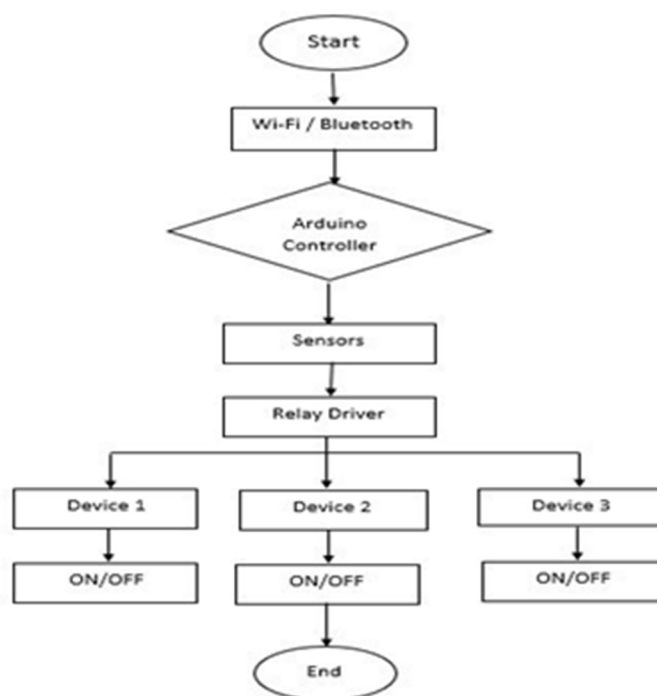 Start
Wi-Fi / Bluetooth
Arduino
Controller
Sensors
Relay Driver
Device 1
Device 2
Device 3
ON/OFF
ON/OFF
ON/OFF
End